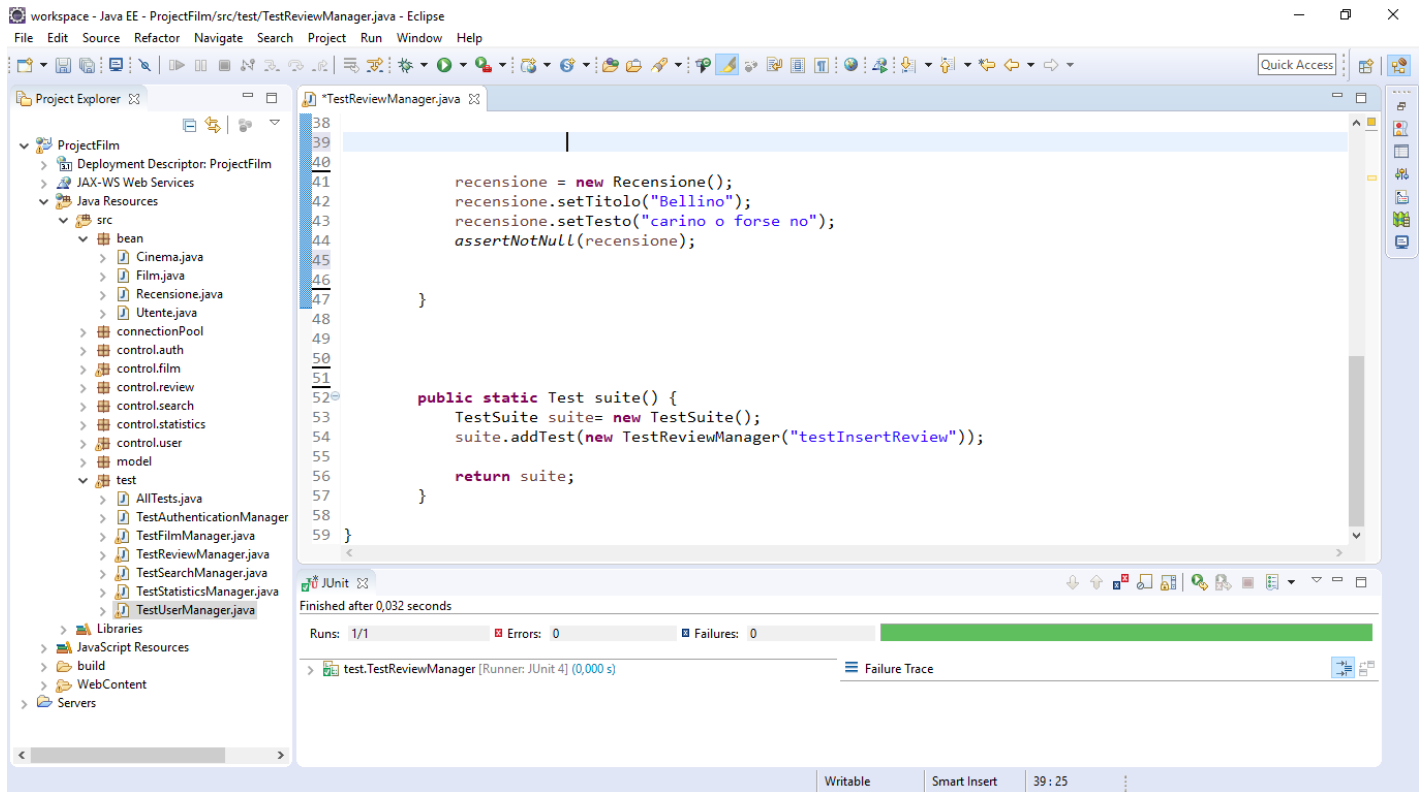 workspace - Java EE - ProjectFilm/src/test/TestReviewManager.java - Eclipse
File Edit Source Refactor Navigate Search Project Run Window Help
Quick Access
Project Explorer
ProjectFilm
Deployment Descriptor: ProjectFilm
JAX-WS Web Services
Java Resources
src
bean
Cinema.java
Film.java
Recensione.java
Utente.java
connectionPool
control.auth
control.film
control.review
control.search
control.statistics
control.user
model
test
AllTests.java
TestAuthenticationManager
TestFilmManager.java
TestReviewManager.java
TestSearchManager.java
TestStatisticsManager.java
TestUserManager.java
Libraries
JavaScript Resources
build
WebContent
Servers
*TestReviewManager.java
38
39
40
41 recensione = new Recensione();
42 recensione.setTitolo("Bellino");
43 recensione.setTesto("carino o forse no");
44 assertNotNull(recensione);
45
46
47 }
48
49
50
51
52 public static Test suite() {
53 TestSuite suite= new TestSuite();
54 suite.addTest(new TestReviewManager("testInsertReview"));
55
56 return suite;
57 }
58
59 }
JUnit
Finished after 0,032 seconds
Runs: 1/1 Errors: 0 Failures: 0
test.TestReviewManager [Runner: JUnit 4] (0,000 s)
Failure Trace
Writable Smart Insert 39 : 25